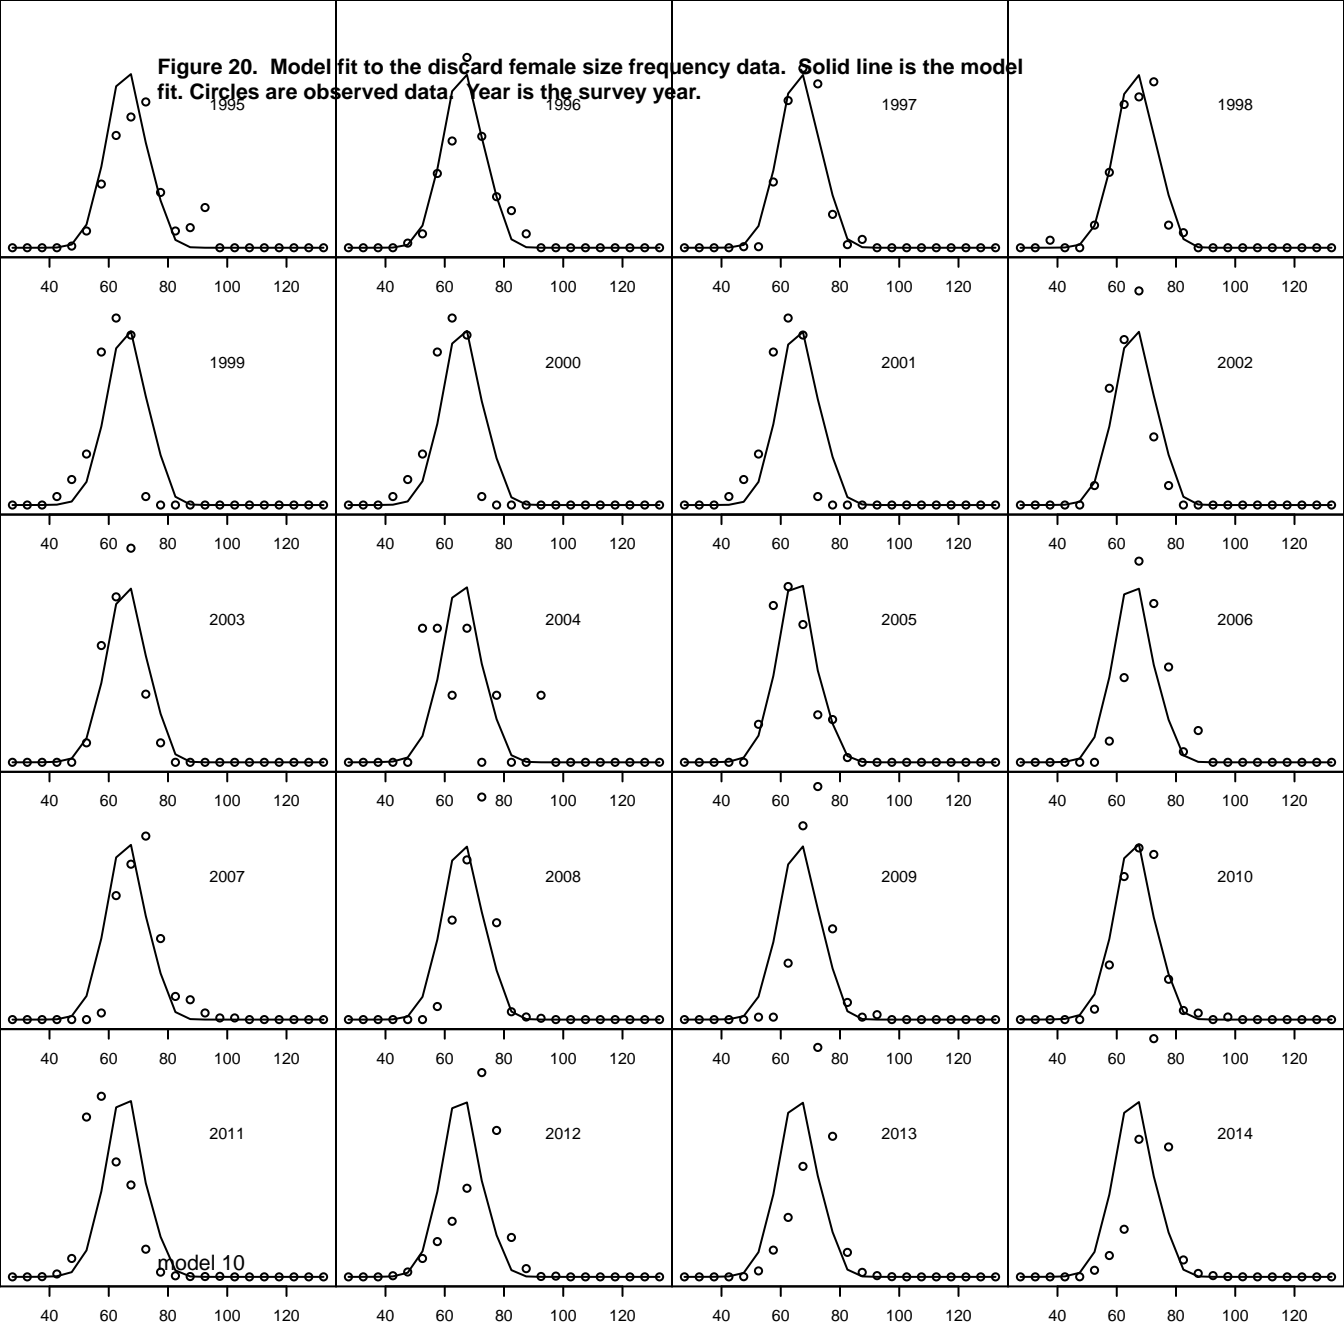 Figure 20. Model fit to the discard female size frequency data. Solid line is the model
fit. Circles are observed data. Year is the survey year.
1995 1996 1997 1998
40 60 80 100 120 40 60 80 100 120 40 60 80 100 120 40 60 80 100 120
1999 2000 2001 2002
40 60 80 100 120 40 60 80 100 120 40 60 80 100 120 40 60 80 100 120
2003 2004 2005 2006
40 60 80 100 120 40 60 80 100 120 40 60 80 100 120 40 60 80 100 120
2007 2008 2009 2010
40 60 80 100 120 40 60 80 100 120 40 60 80 100 120 40 60 80 100 120
2011 2012 2013 2014
model 10
40 60 80 100 120 40 60 80 100 120 40 60 80 100 120 40 60 80 100 120